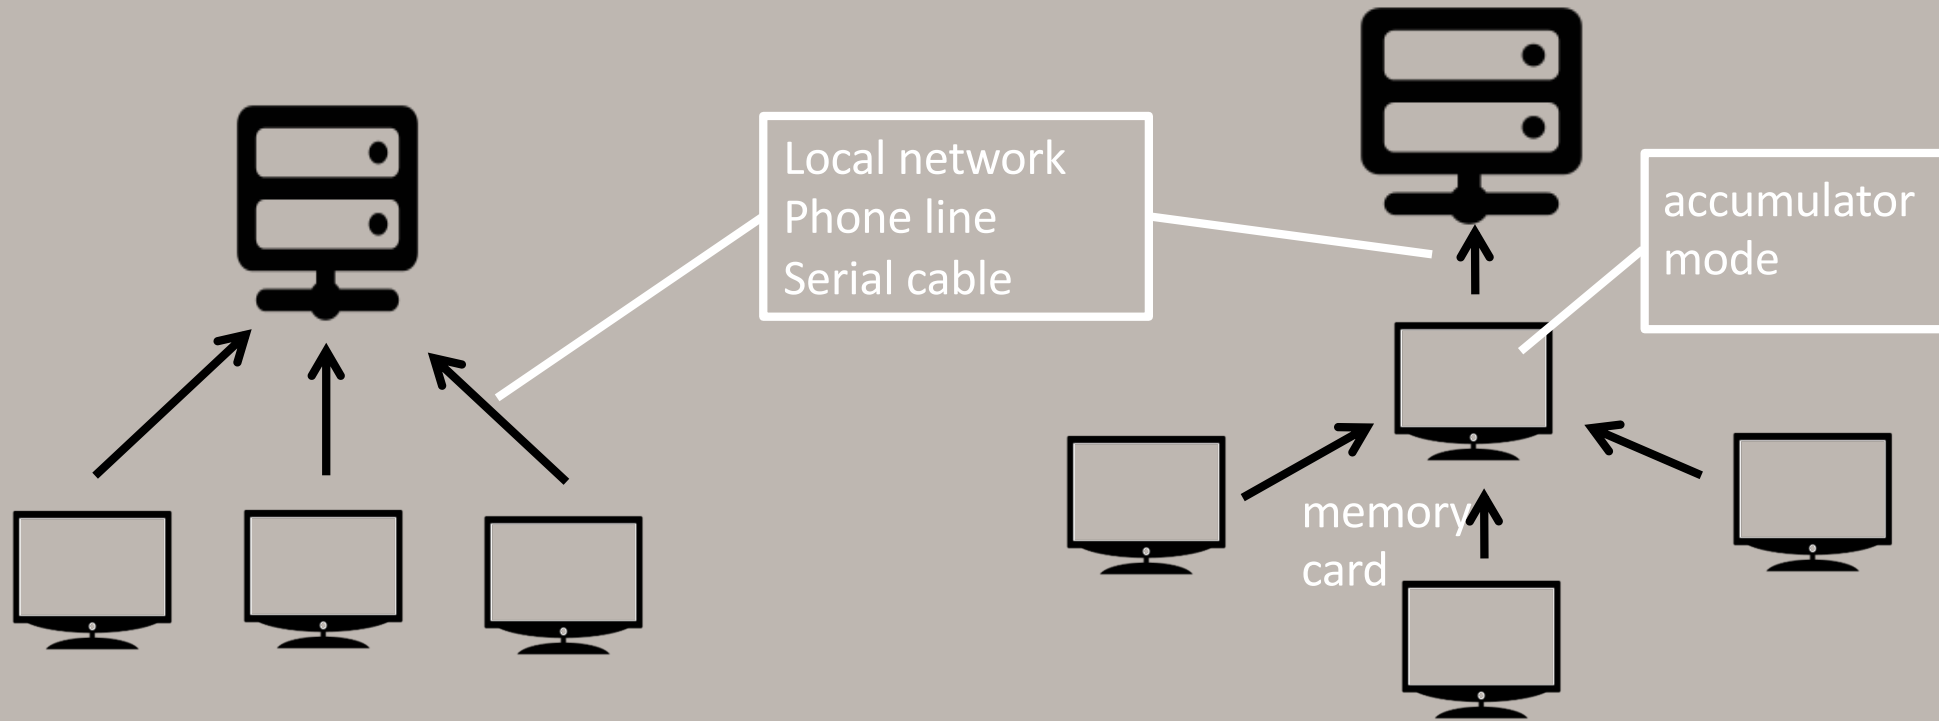 Local network
Phone line
Serial cable
accumulator
mode
memory
card